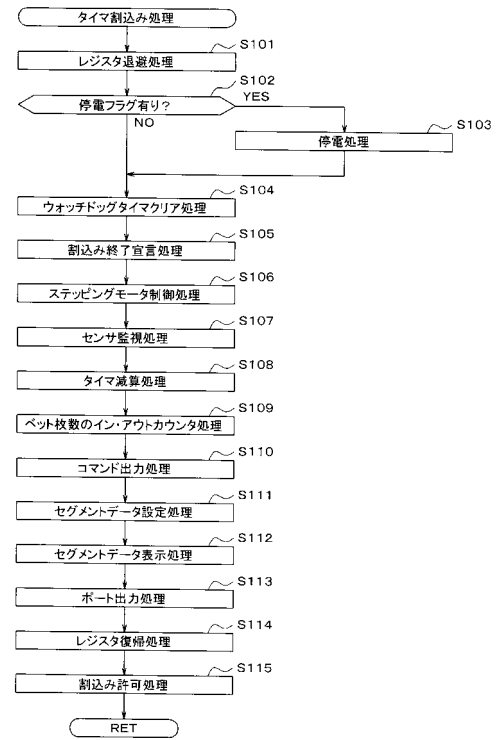 タイマ割込み処理
S101
レジスタ退避処理
S102
停電フラグ有り?
YES
NO
S103
停電処理
S104
ウォッチドッグタイマクリア処理
S105
割込み終了宣言処理
S106
ステッピングモータ制御処理
S107
センサ監視処理
S108
タイマ減算処理
S109
ベット枚数のイン・アウトカウンタ処理
S110
コマンド出力処理
S111
セグメントデータ設定処理
S112
セグメントデータ表示処理
S113
ポート出力処理
S114
レジスタ復帰処理
S115
割込み許可処理
RET